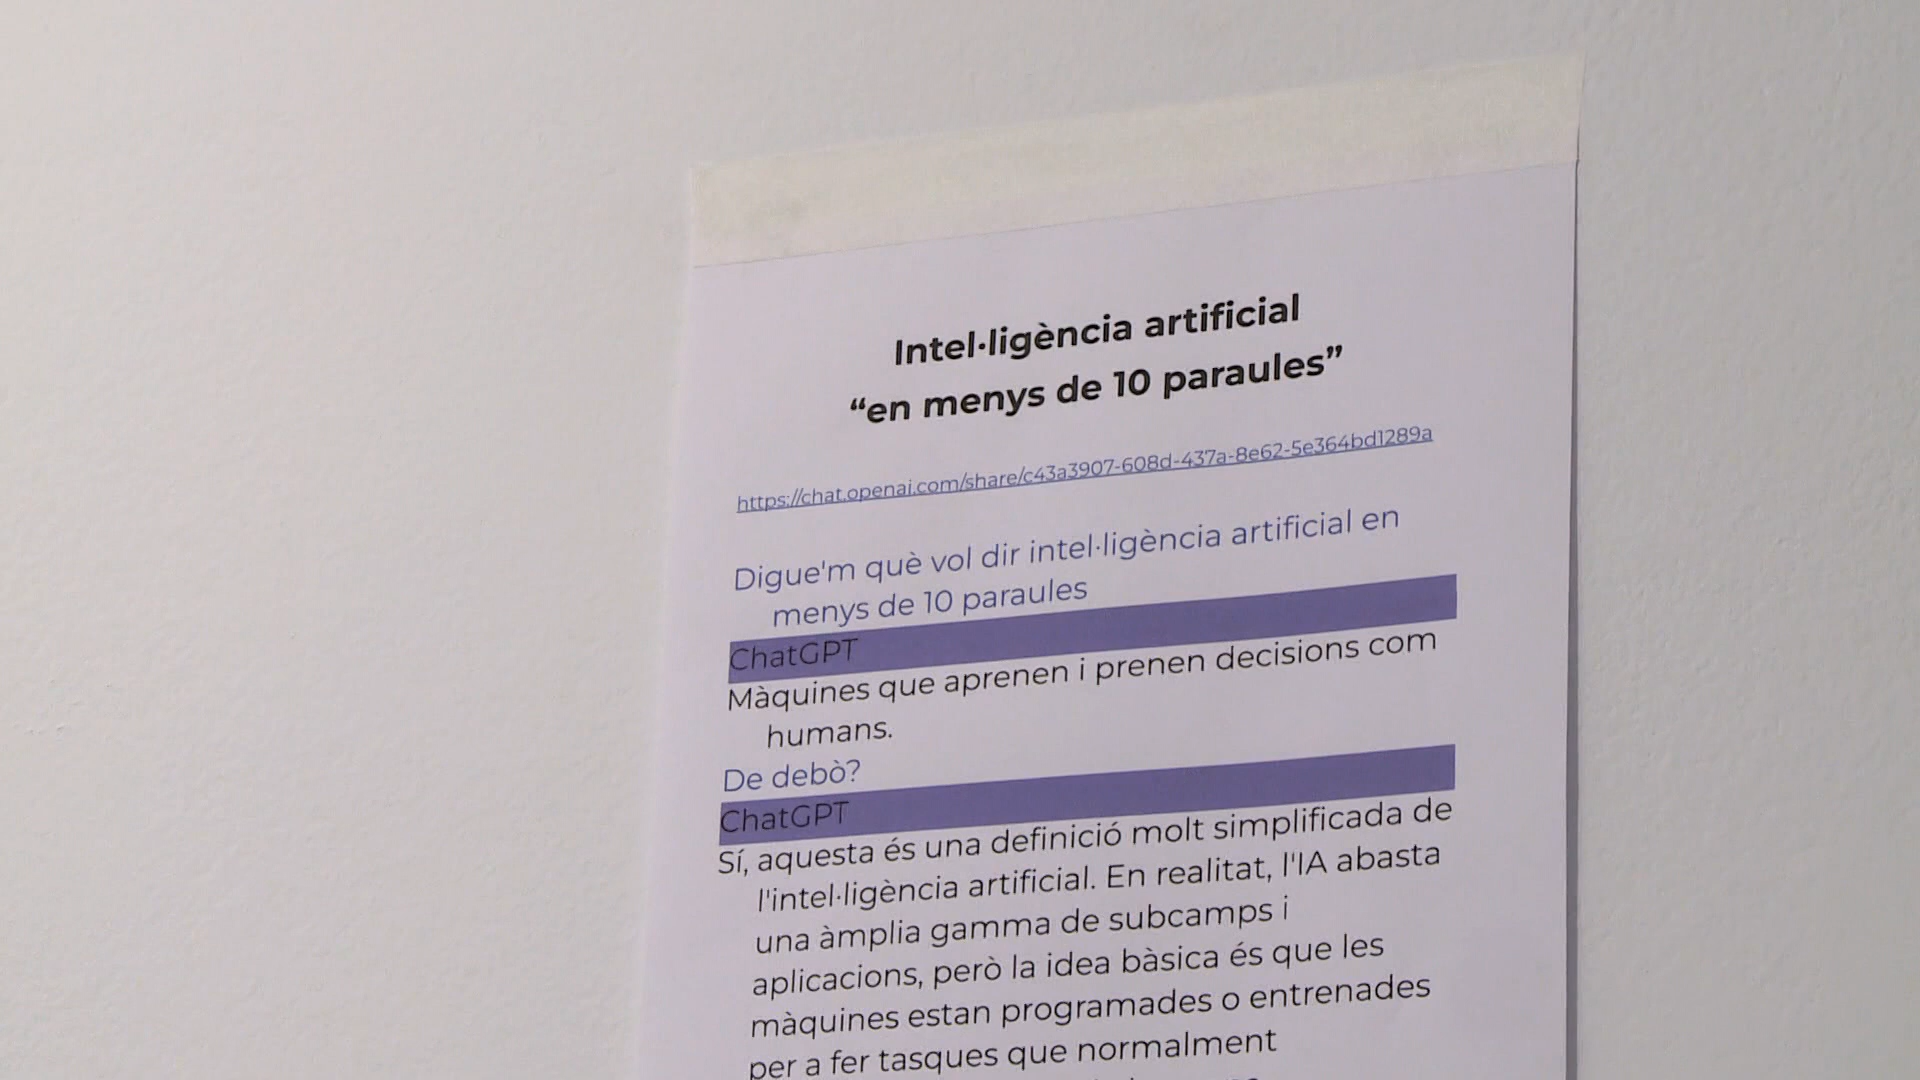 Intel·ligència artificial
“en menys de 10 paraules”
https://chat.openai.com/share/c43a3907-608d-437a-8e62-5e364bd1289a
Digue'm què vol dir intel·ligència artificial en
menys de 10 paraules
ChatGPT
Màquines que aprenen i prenen decisions com
humans.
De debò?
ChatGPT
Sí, aquesta és una definició molt simplificada de
l'intel·ligència artificial. En realitat, l'IA abasta
una àmplia gamma de subcamps i
aplicacions, però la idea bàsica és que les
màquines estan programades o entrenades
per a fer tasques que normalment